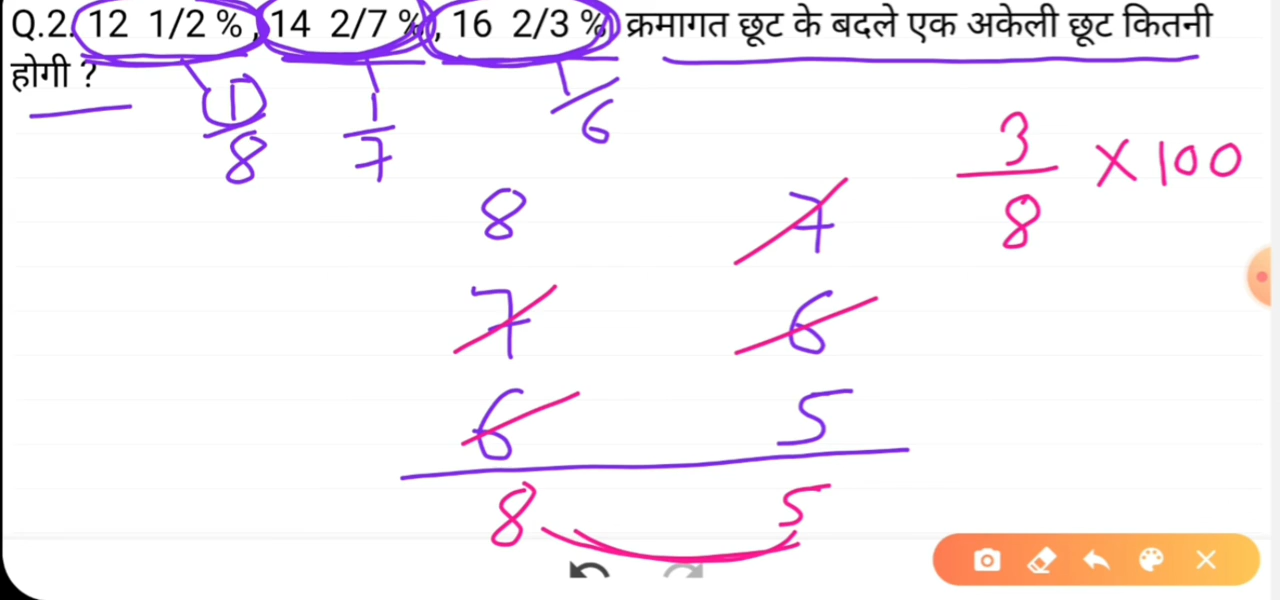 Q.2. 12 1/2 %, 14 2/7 %, 16 2/3 % क्रमागत छूट के बदले एक अकेली छूट कितनी
होगी ?
1/8 1/7 1/6
3/8 × 100
8 7
7 6
6 5
8 5